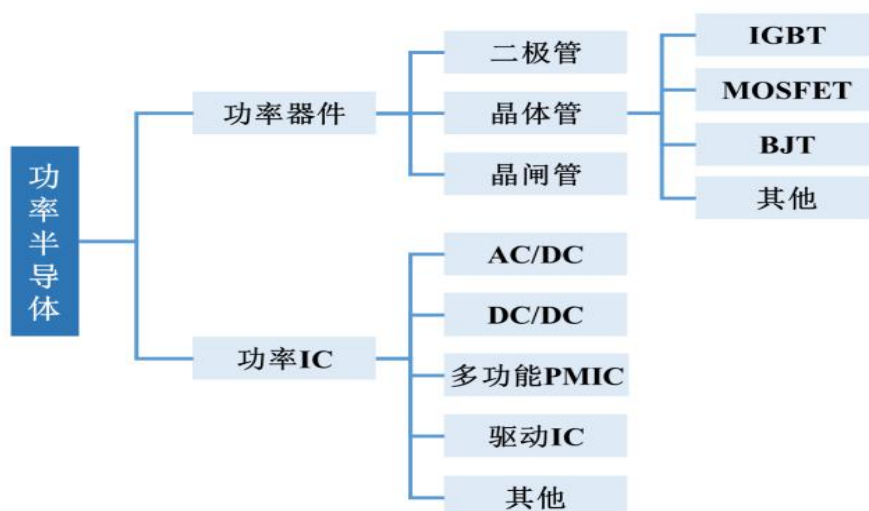 功率半导体
功率器件
二极管
晶体管
IGBT
MOSFET
BJT
其他
晶闸管
功率IC
AC/DC
DC/DC
多功能PMIC
驱动IC
其他